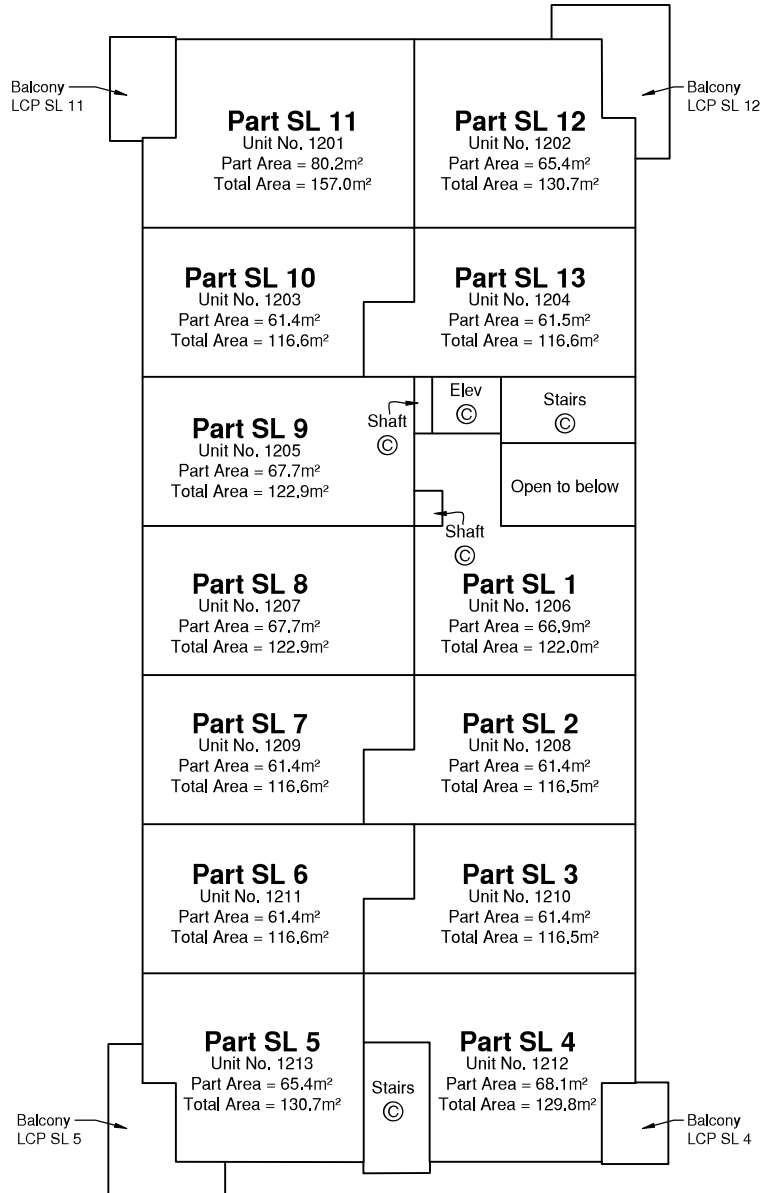 Balcony
LCP SL 11
Part SL 11
Unit No. 1201
Part Area = 80.2m²
Total Area = 157.0m²
Part SL 12
Unit No. 1202
Part Area = 65.4m²
Total Area = 130.7m²
Balcony
LCP SL 12
Part SL 10
Unit No. 1203
Part Area = 61.4m²
Total Area = 116.6m²
Part SL 13
Unit No. 1204
Part Area = 61.5m²
Total Area = 116.6m²
Part SL 9
Unit No. 1205
Part Area = 67.7m²
Total Area = 122.9m²
Shaft
©
Elev
©
Stairs
©
Open to below
Shaft
©
Part SL 8
Unit No. 1207
Part Area = 67.7m²
Total Area = 122.9m²
Part SL 1
Unit No. 1206
Part Area = 66.9m²
Total Area = 122.0m²
Part SL 7
Unit No. 1209
Part Area = 61.4m²
Total Area = 116.6m²
Part SL 2
Unit No. 1208
Part Area = 61.4m²
Total Area = 116.5m²
Part SL 6
Unit No. 1211
Part Area = 61.4m²
Total Area = 116.6m²
Part SL 3
Unit No. 1210
Part Area = 61.4m²
Total Area = 116.5m²
Part SL 5
Unit No. 1213
Part Area = 65.4m²
Total Area = 130.7m²
Stairs
©
Part SL 4
Unit No. 1212
Part Area = 68.1m²
Total Area = 129.8m²
Balcony
LCP SL 5
Balcony
LCP SL 4